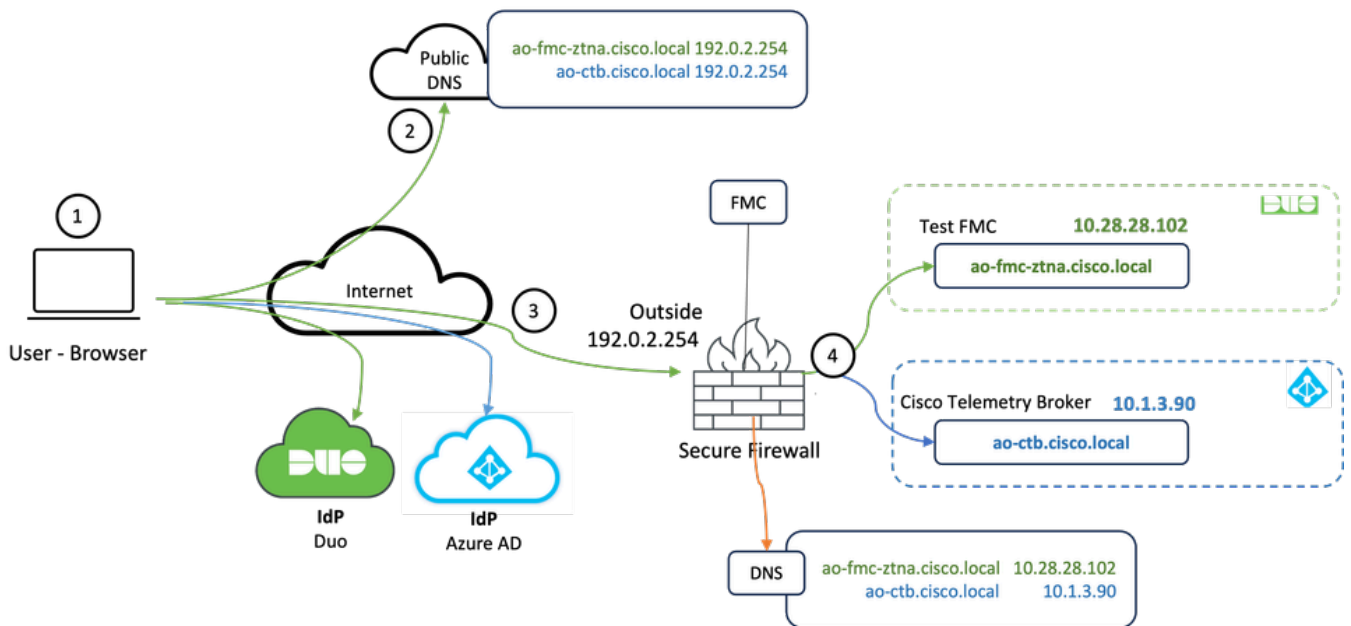 Public
DNS
ao-fmc-ztna.cisco.local 192.0.2.254
ao-ctb.cisco.local 192.0.2.254
2
1
FMC
DUO
Test FMC 10.28.28.102
ao-fmc-ztna.cisco.local
Internet
3
Outside
192.0.2.254
4
User - Browser
Cisco Telemetry Broker 10.1.3.90
ao-ctb.cisco.local
Secure Firewall
DUO
IdP
Duo
IdP
Azure AD
DNS
ao-fmc-ztna.cisco.local 10.28.28.102
ao-ctb.cisco.local 10.1.3.90